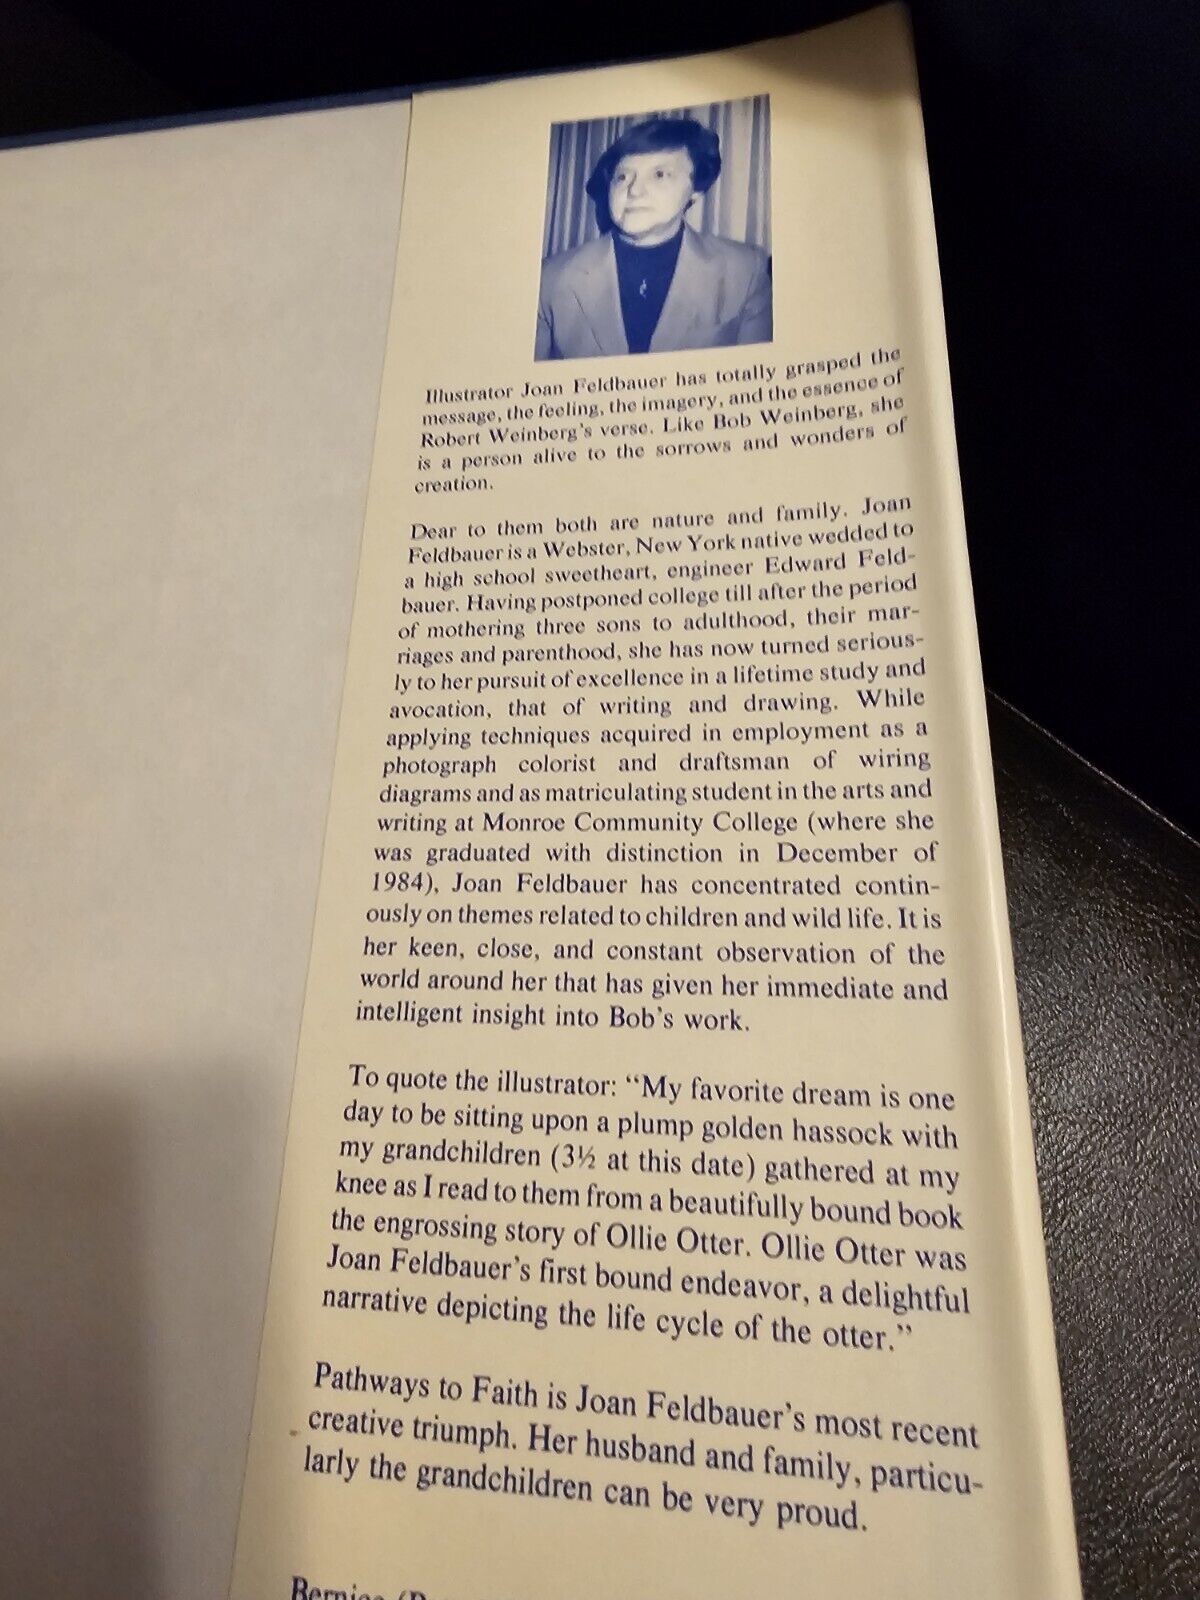 Illustrator Joan Feldbauer has totally grasped the
message, the feeling, the imagery, and the essence of
Robert Weinberg's verse. Like Bob Weinberg, she
is a person alive to the sorrows and wonders of
creation.
Dear to them both are nature and family. Joan
Feldbauer is a Webster, New York native wedded to
a high school sweetheart, engineer Edward Feld-
bauer. Having postponed college till after the period
of mothering three sons to adulthood, their mar-
riages and parenthood, she has now turned serious-
ly to her pursuit of excellence in a lifetime study and
avocation, that of writing and drawing. While
applying techniques acquired in employment as a
photograph colorist and draftsman of wiring
diagrams and as matriculating student in the arts and
writing at Monroe Community College (where she
was graduated with distinction in December of
1984), Joan Feldbauer has concentrated contin-
ously on themes related to children and wild life. It is
her keen, close, and constant observation of the
world around her that has given her immediate and
intelligent insight into Bob's work.
To quote the illustrator: "My favorite dream is one
day to be sitting upon a plump golden hassock with
my grandchildren (3½ at this date) gathered at my
knee as I read to them from a beautifully bound book
the engrossing story of Ollie Otter. Ollie Otter was
Joan Feldbauer's first bound endeavor, a delightful
narrative depicting the life cycle of the otter."
Pathways to Faith is Joan Feldbauer's most recent
creative triumph. Her husband and family, particu-
larly the grandchildren can be very proud.
Bernice